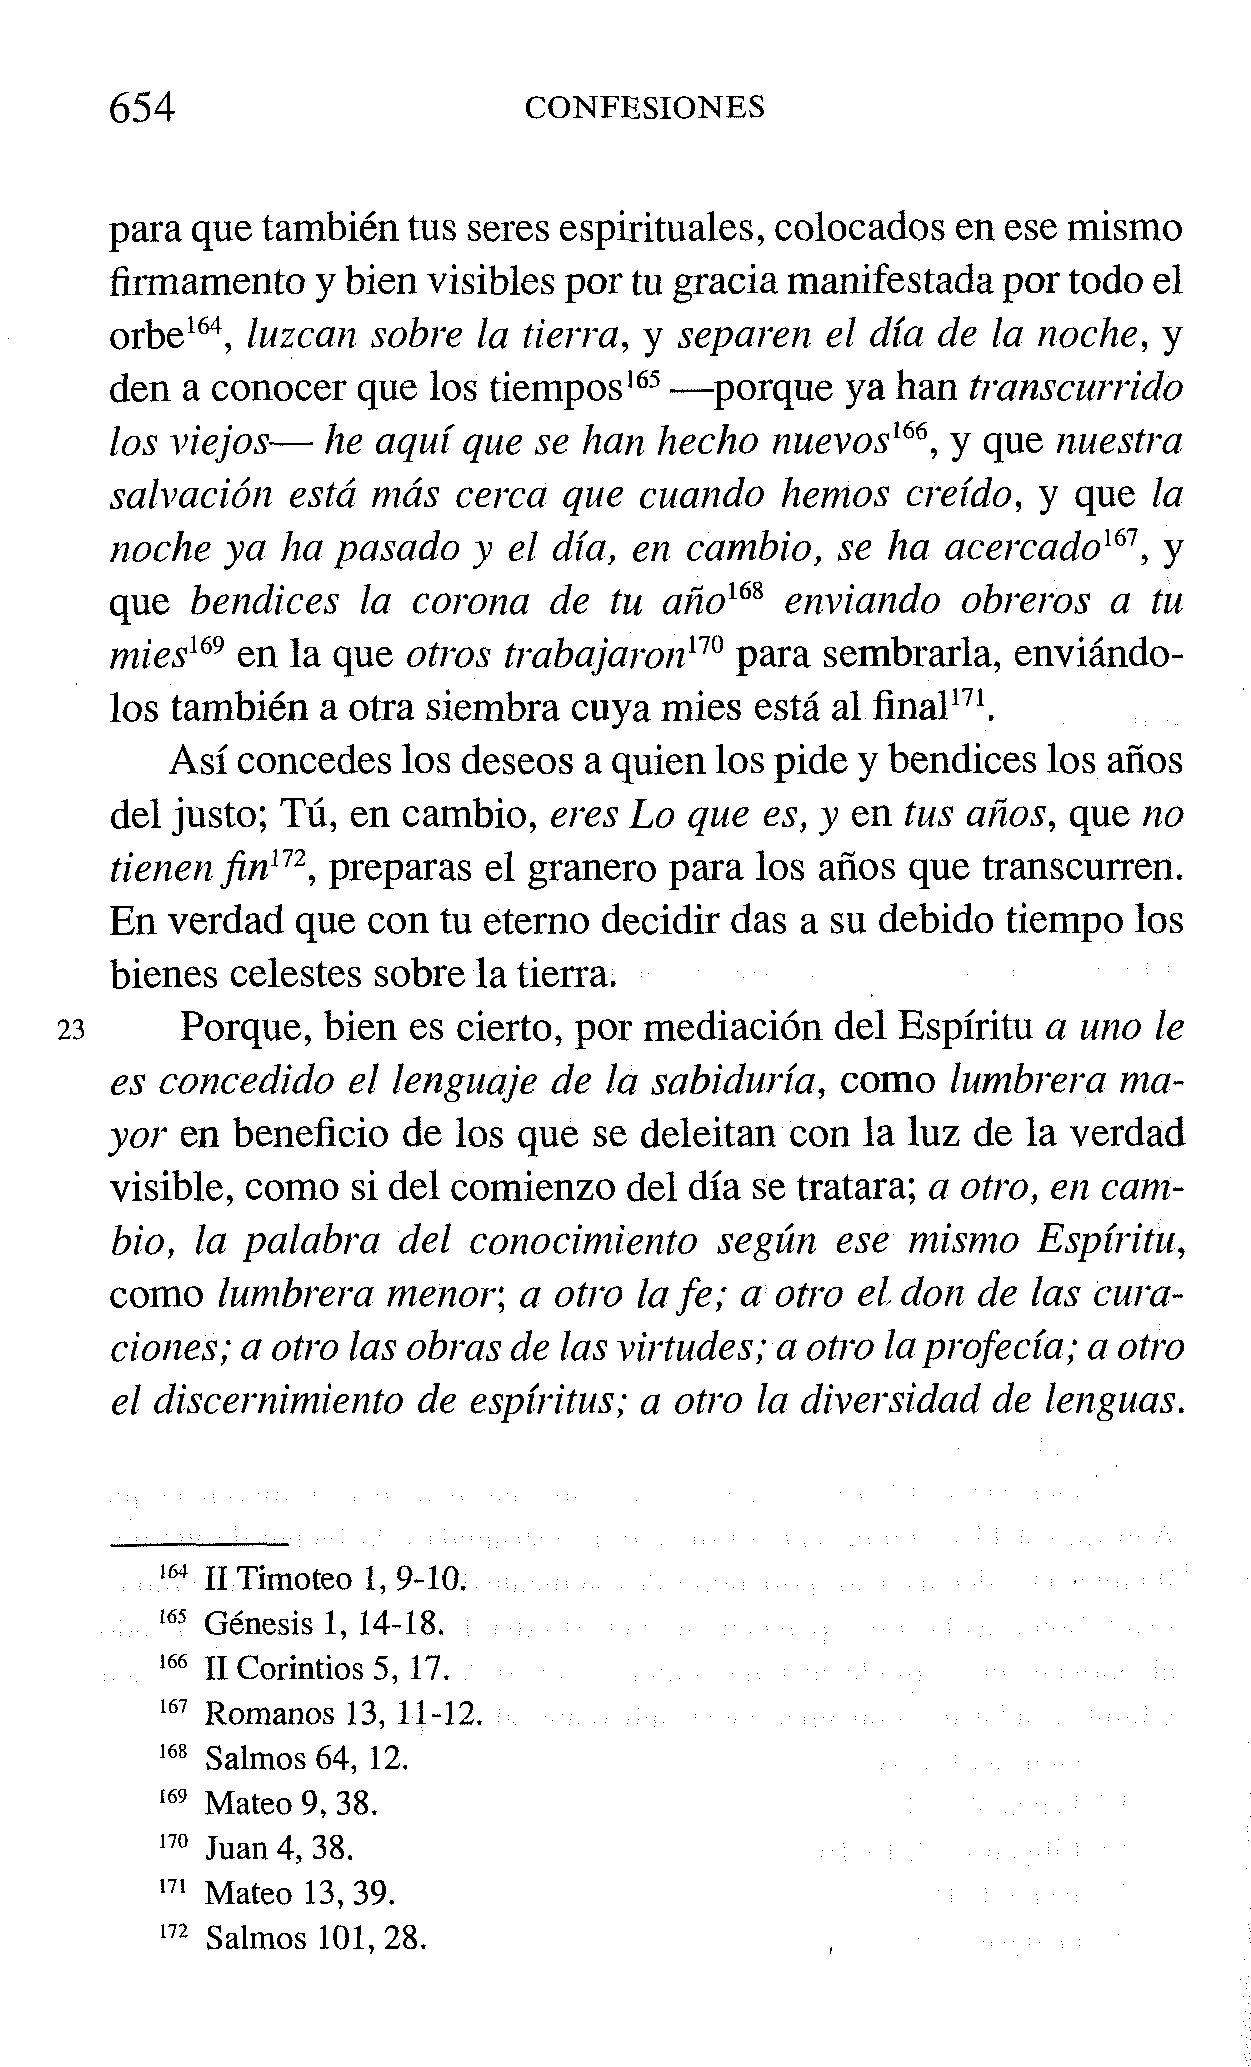 654 CONFESIONES
para que también tus seres espirituales, colocados en ese mismo
firmamento y bien visibles por tu gracia manifestada por todo el
orbe¹⁶⁴, luzcan sobre la tierra, y separen el día de la noche, y
den a conocer que los tiempos¹⁶⁵ —porque ya han transcurrido
los viejos— he aquí que se han hecho nuevos¹⁶⁶, y que nuestra
salvación está más cerca que cuando hemos creído, y que la
noche ya ha pasado y el día, en cambio, se ha acercado¹⁶⁷, y
que bendices la corona de tu año¹⁶⁸ enviando obreros a tu
mies¹⁶⁹ en la que otros trabajaron¹⁷⁰ para sembrarla, enviándo-
los también a otra siembra cuya mies está al final¹⁷¹.
Así concedes los deseos a quien los pide y bendices los años
del justo; Tú, en cambio, eres Lo que es, y en tus años, que no
tienen fin¹⁷², preparas el granero para los años que transcurren.
En verdad que con tu eterno decidir das a su debido tiempo los
bienes celestes sobre la tierra.
23 Porque, bien es cierto, por mediación del Espíritu a uno le
es concedido el lenguaje de la sabiduría, como lumbrera ma-
yor en beneficio de los que se deleitan con la luz de la verdad
visible, como si del comienzo del día se tratara; a otro, en cam-
bio, la palabra del conocimiento según ese mismo Espíritu,
como lumbrera menor; a otro la fe; a otro el don de las cura-
ciones; a otro las obras de las virtudes; a otro la profecía; a otro
el discernimiento de espíritus; a otro la diversidad de lenguas.
¹⁶⁴ II Timoteo 1, 9-10.
¹⁶⁵ Génesis 1, 14-18.
¹⁶⁶ II Corintios 5, 17.
¹⁶⁷ Romanos 13, 11-12.
¹⁶⁸ Salmos 64, 12.
¹⁶⁹ Mateo 9, 38.
¹⁷⁰ Juan 4, 38.
¹⁷¹ Mateo 13, 39.
¹⁷² Salmos 101, 28.